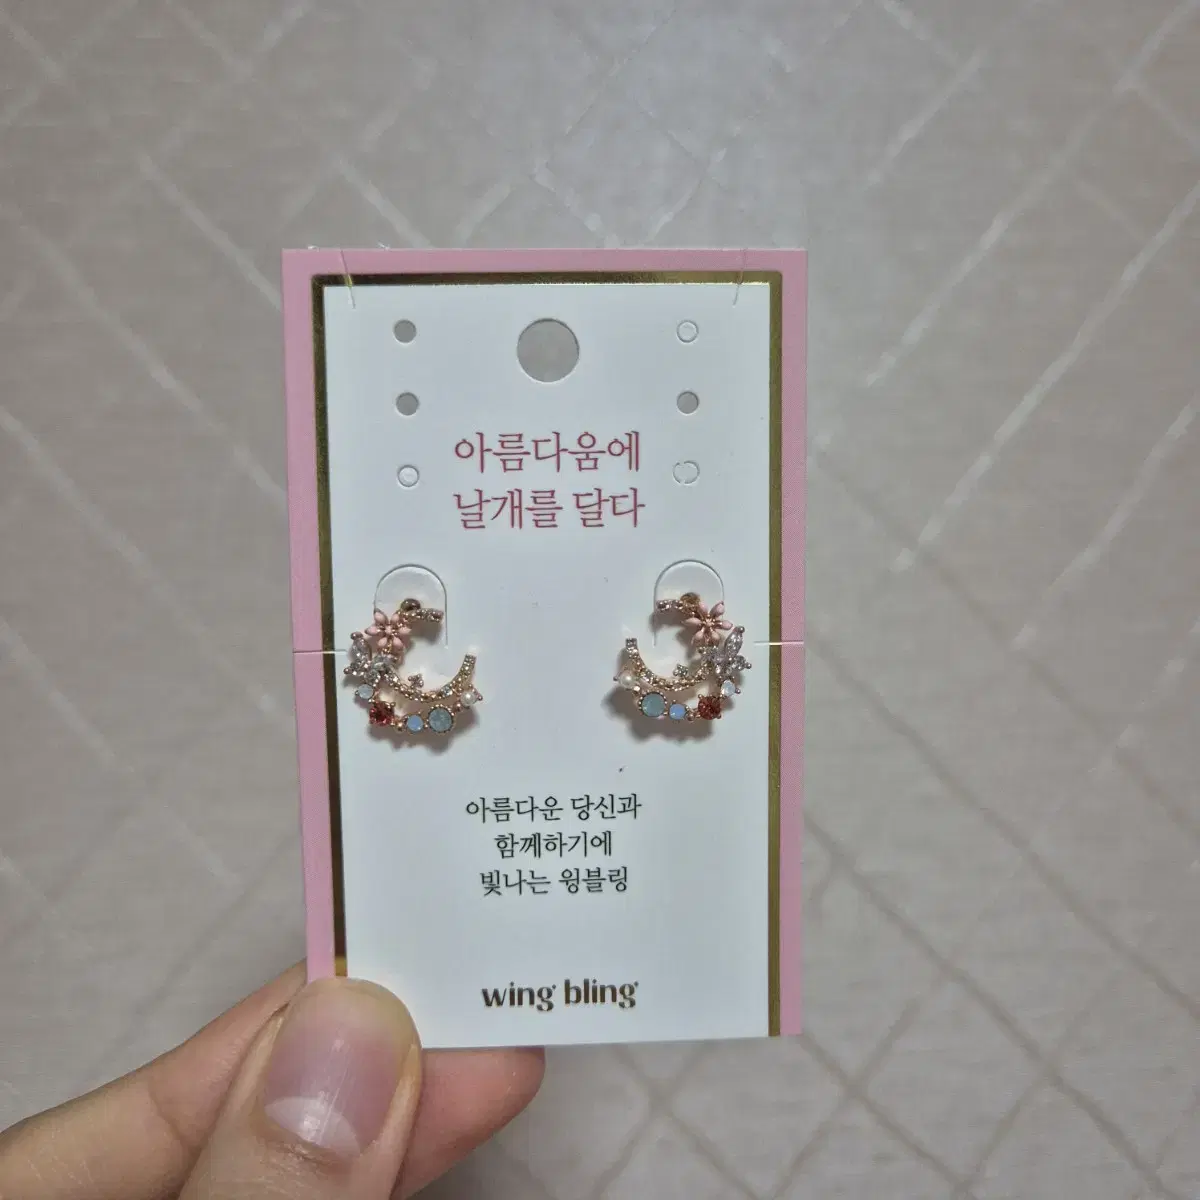 아름다움에
날개를 달다
아름다운 당신과
함께하기에
빛나는 윙블링
wing bling